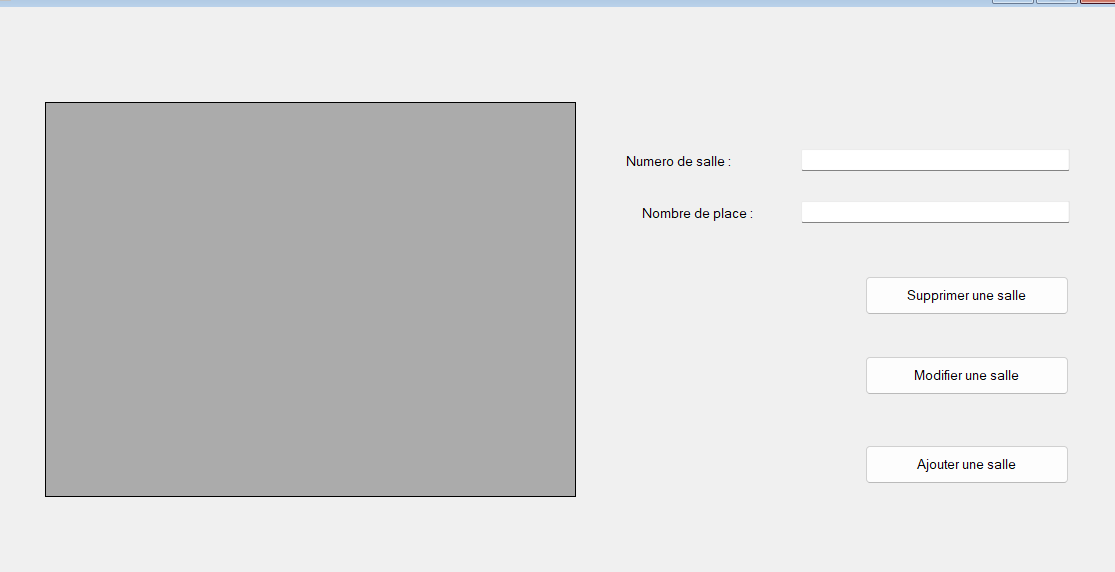 Numero de salle :
Nombre de place :
Supprimer une salle
Modifier une salle
Ajouter une salle